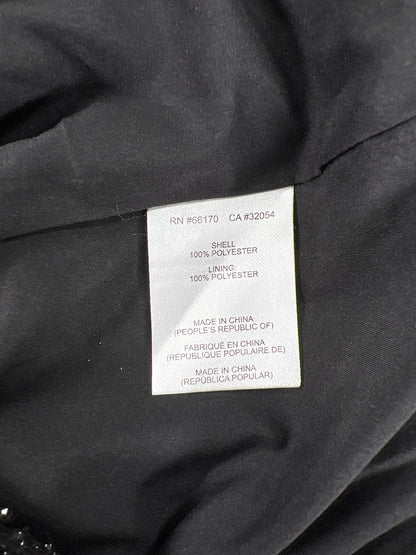 RN #66170 CA #32054
SHELL
100% POLYESTER
LINING:
100% POLYESTER
MADE IN CHINA
(PEOPLE'S REPUBLIC OF)
FABRIQUÉ EN CHINA
(RÉPUBLIQUE POPULAIRE DE)
MADE IN CHINA
(REPÚBLICA POPULAR)